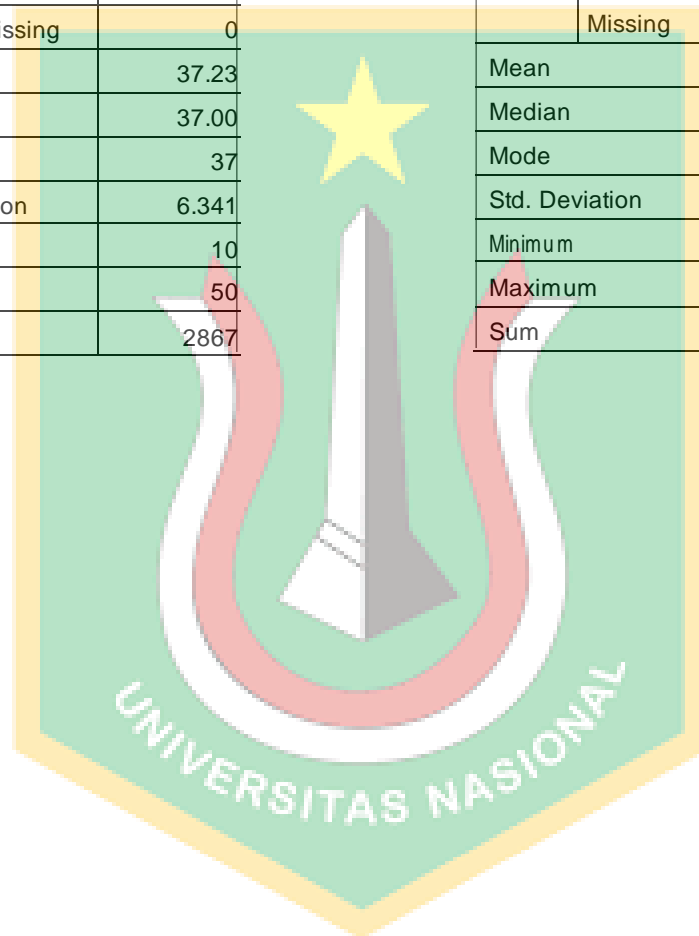 issing 0
37.23
37.00
37
on 6.341
10
50
2867
Missing
Mean
Median
Mode
Std. Deviation
Minimum
Maximum
Sum
UNIVERSITAS NASIONAL